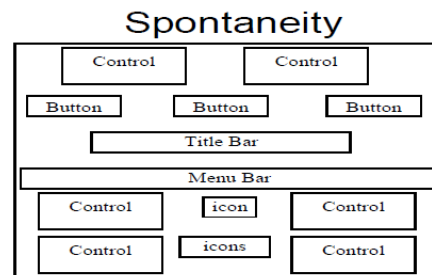 Spontaneity
Control Control
Button Button Button
Title Bar
Menu Bar
Control icon Control
Control icons Control